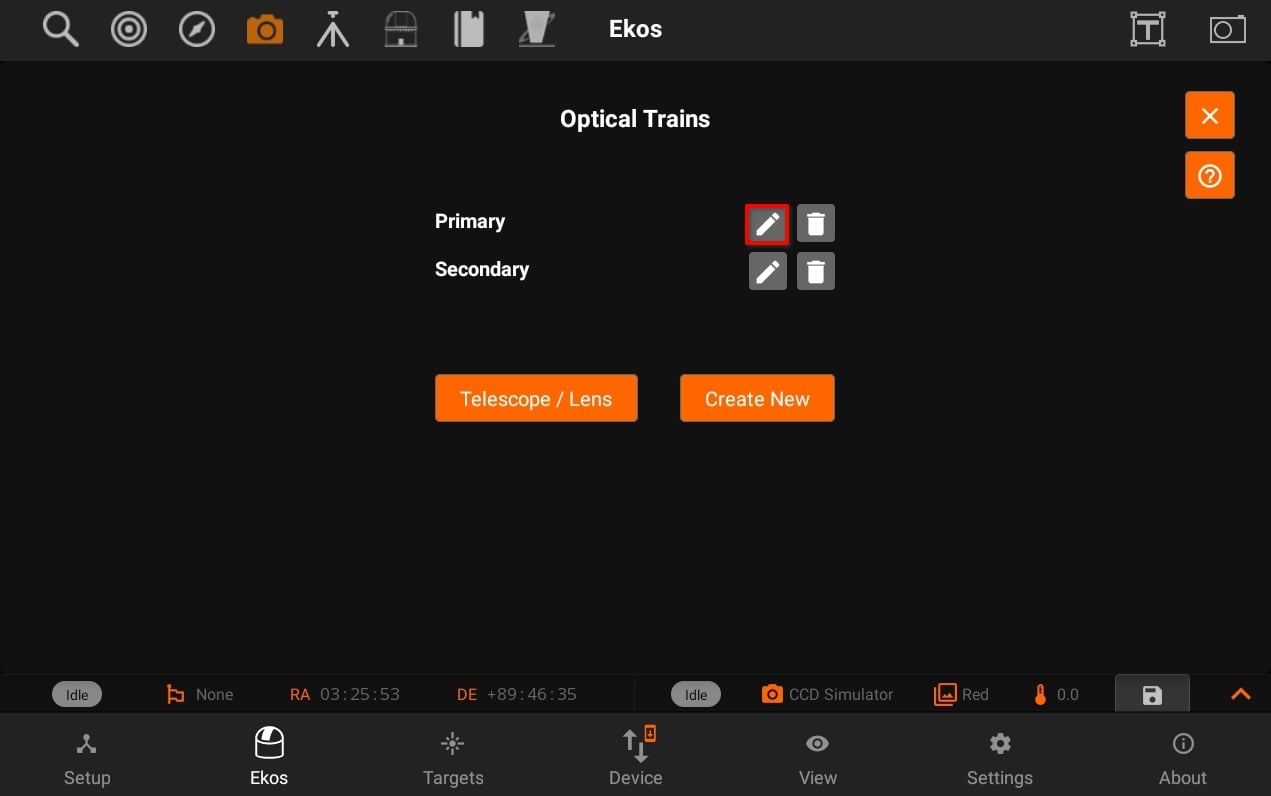 Ekos
Optical Trains
Primary
Secondary
Telescope / Lens
Create New
Idle
None
RA 03:25:53
DE +89:46:35
Idle
CCD Simulator
Red
0.0
Setup
Ekos
Targets
Device
View
Settings
About